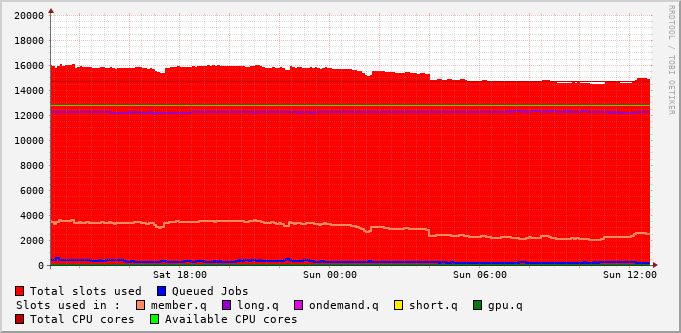 20000
18000
16000
14000
12000
10000
8000
6000
4000
2000
0
Sat 18:00 Sun 00:00 Sun 06:00 Sun 12:00
RRDTOOL / TOBI OETIKER
Total slots used Queued Jobs
Slots used in : member.q long.q ondemand.q short.q gpu.q
Total CPU cores Available CPU cores